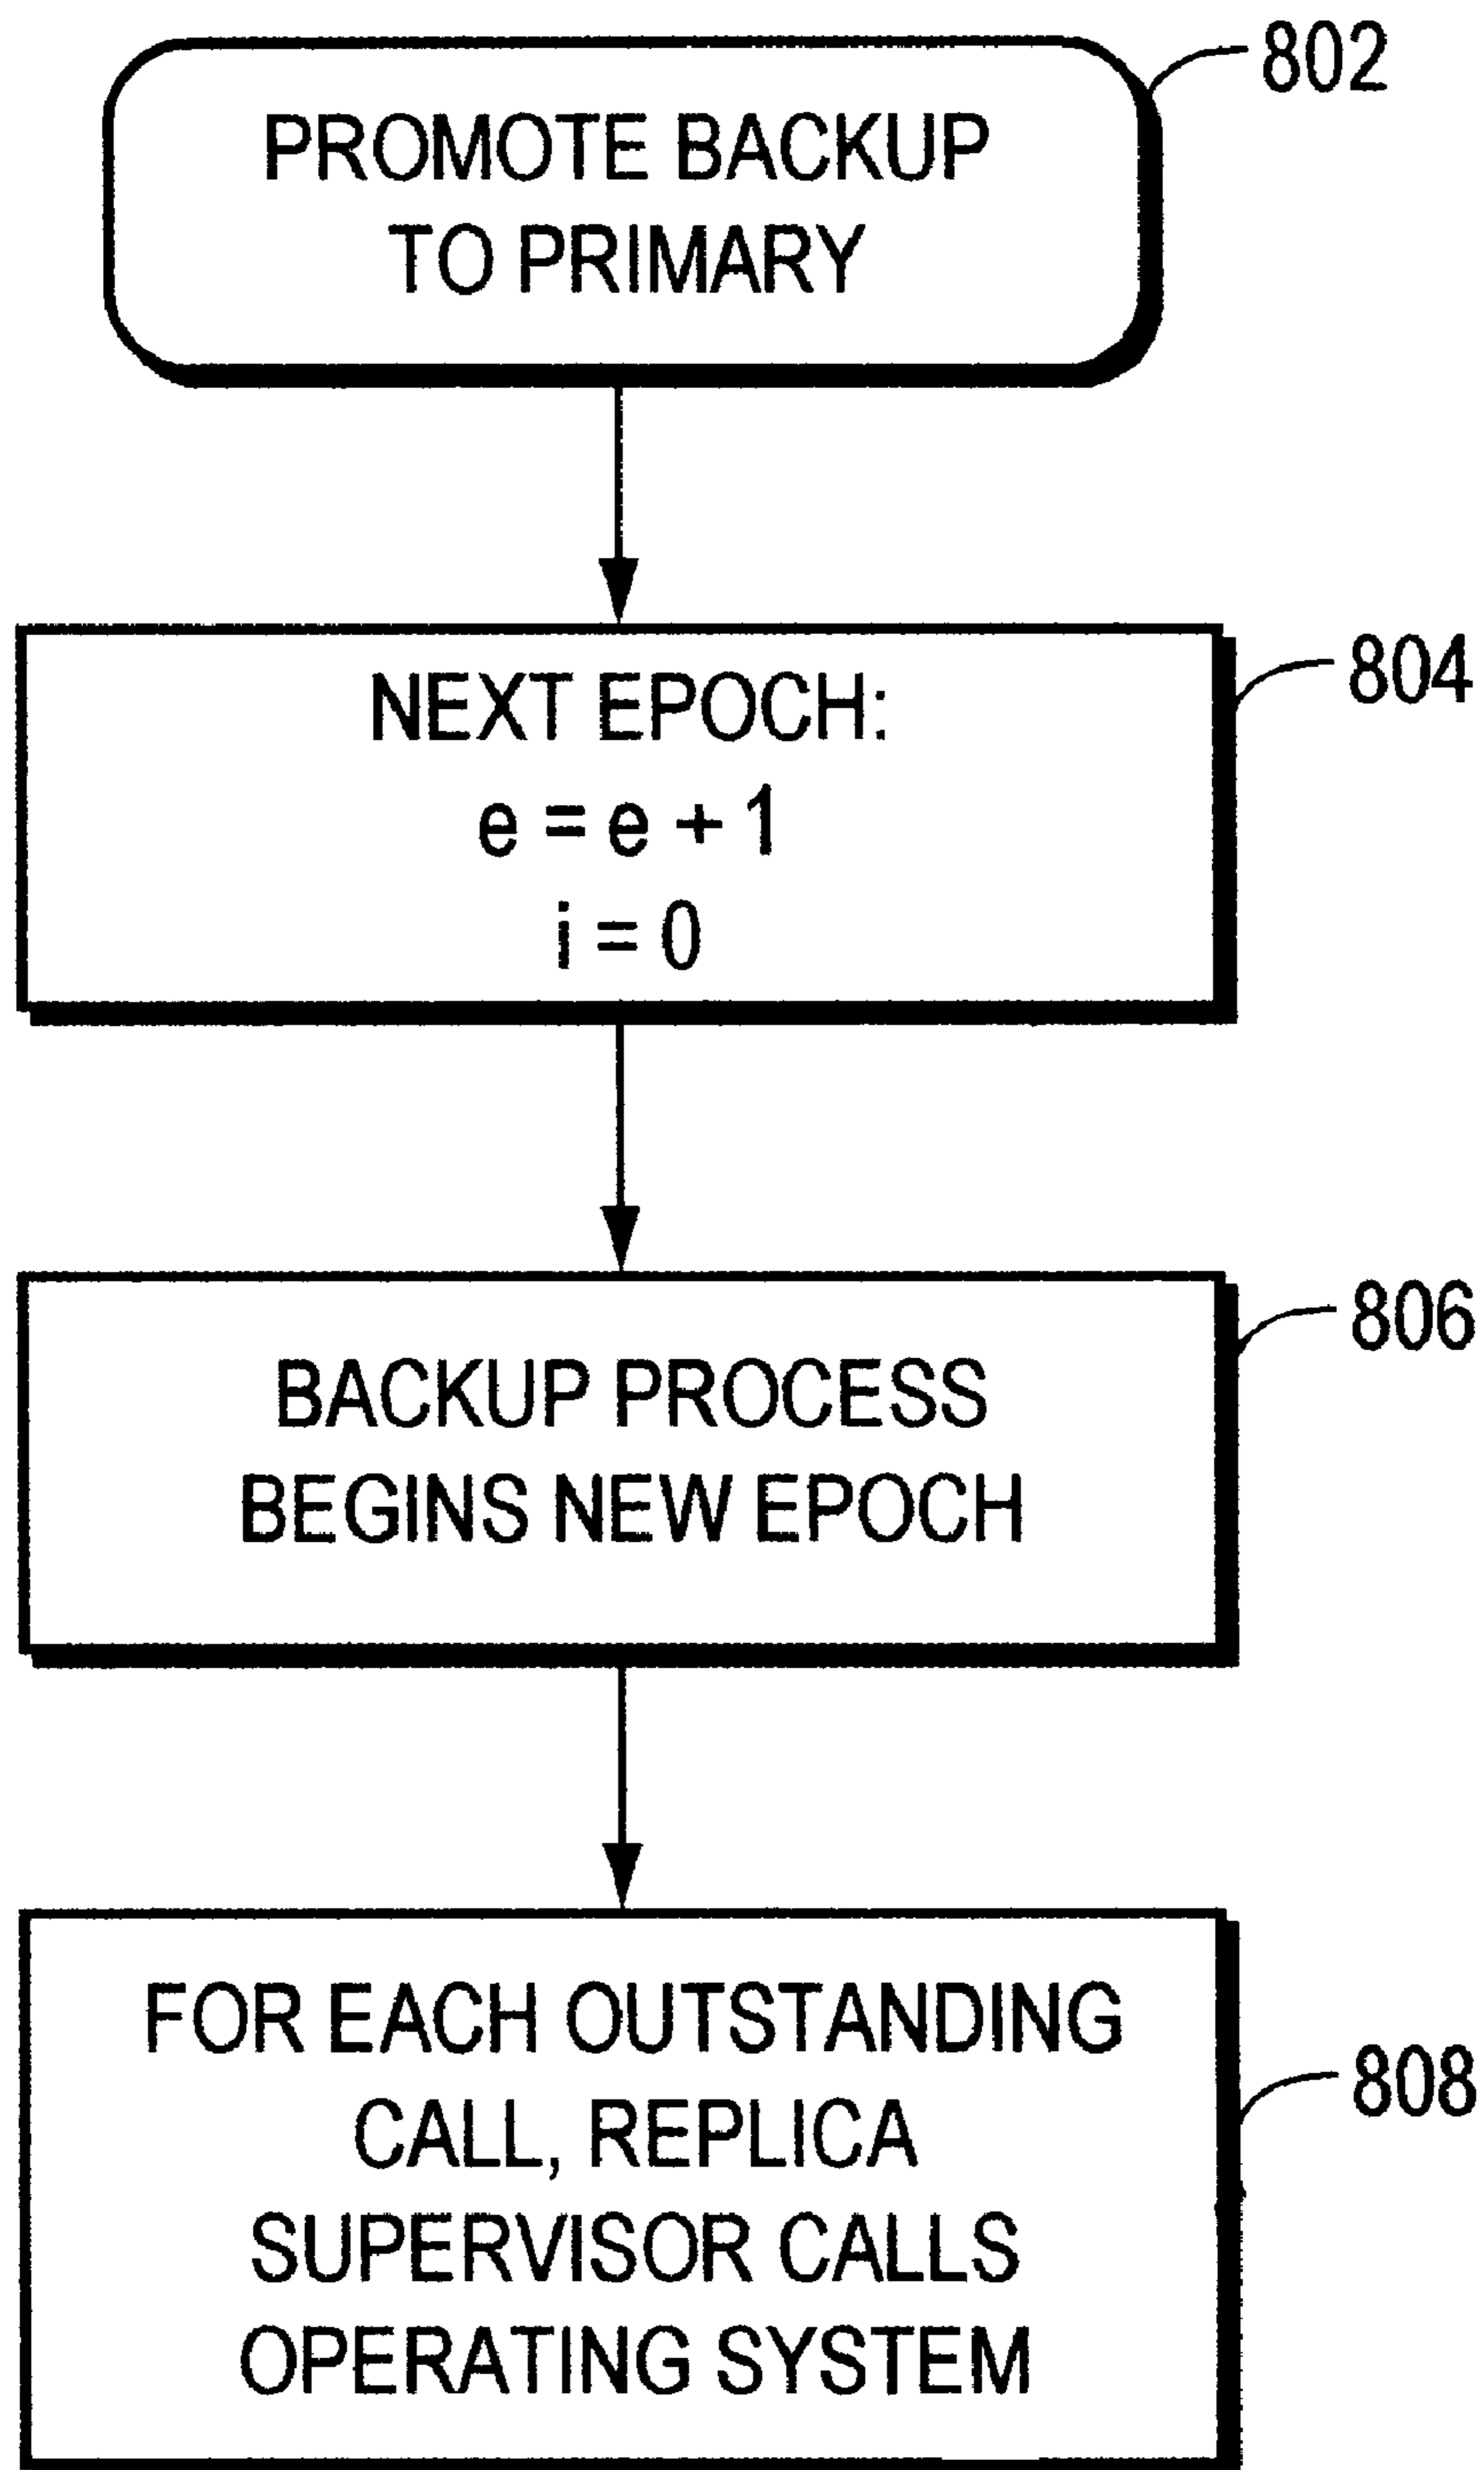 802
PROMOTE BACKUP
TO PRIMARY
804
NEXT EPOCH:
e = e + 1
i = 0
806
BACKUP PROCESS
BEGINS NEW EPOCH
808
FOR EACH OUTSTANDING
CALL, REPLICA
SUPERVISOR CALLS
OPERATING SYSTEM